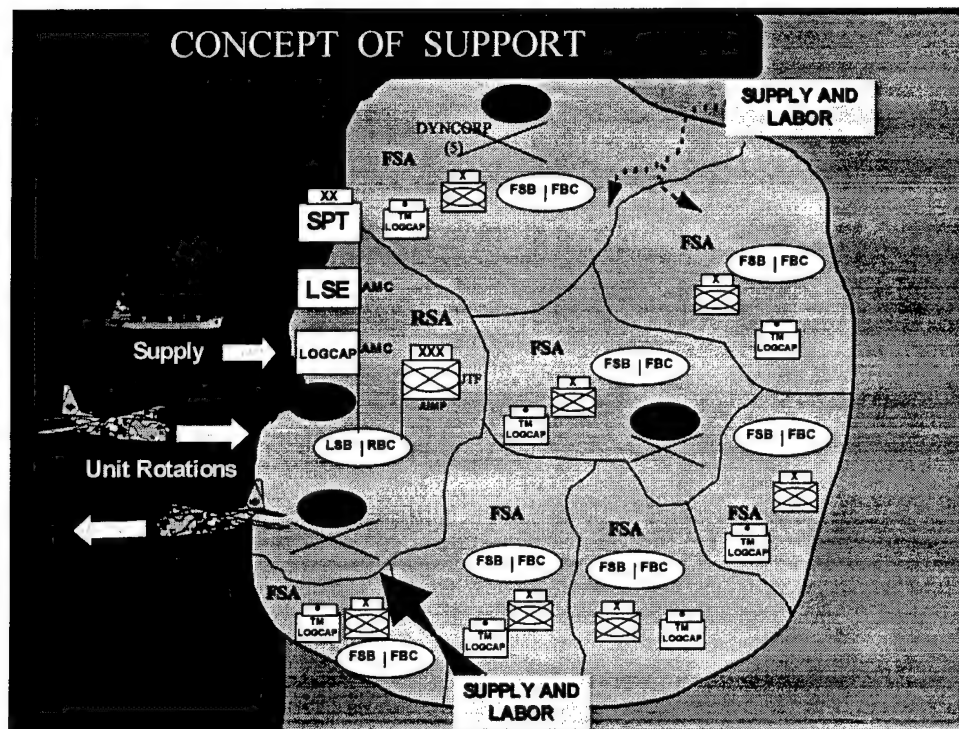 CONCEPT OF SUPPORT
SUPPLY AND
LABOR
DYNCORP
(5)
FSA
X
FSB | FBC
XX
SPT
•
TM
LOGCAP
FSA
FSB | FBC
X
•
TM
LOGCAP
LSE
AMC
RSA
Supply
LOGCAP
AMC
XXX
JTF
FSA
FSB | FBC
X
•
TM
LOGCAP
LSB | RBC
Unit Rotations
FSB | FBC
X
FSA
•
TM
LOGCAP
FSA
FSB | FBC
X
•
TM
LOGCAP
FSA
FSB | FBC
X
•
TM
LOGCAP
FSA
•
TM
LOGCAP
X
FSB | FBC
SUPPLY AND
LABOR